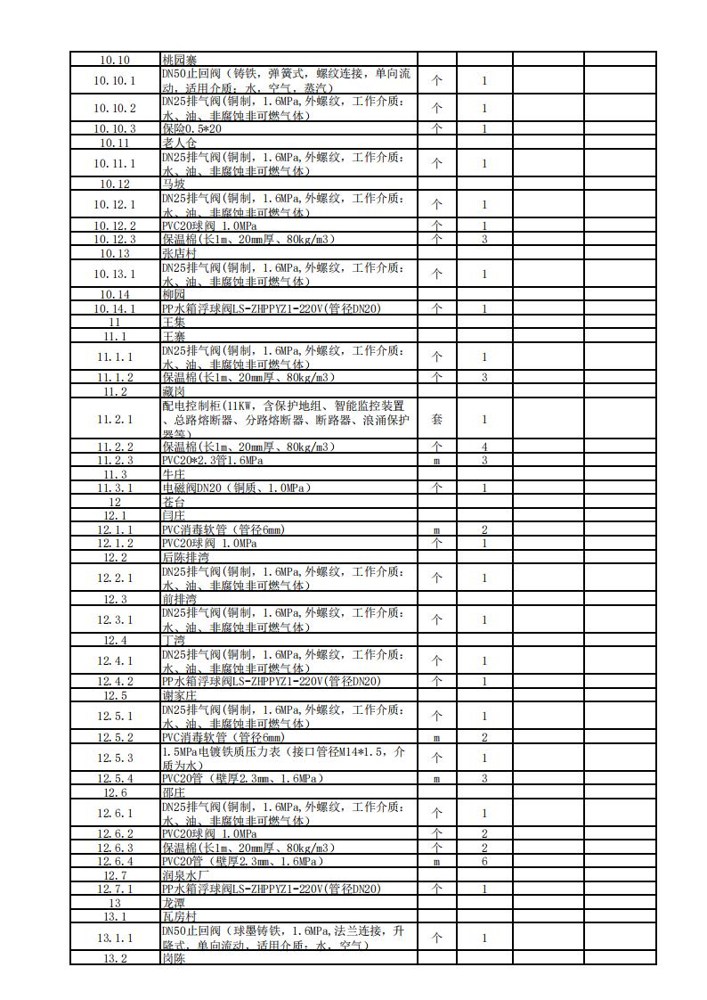 10.10 桃园寨
10.10.1 DN50止回阀（铸铁，弹簧式，螺纹连接，单向流 个 1
动，适用介质：水，空气，蒸汽）
10.10.2 DN25排气阀(铜制，1.6MPa,外螺纹，工作介质： 个 1
水、油、非腐蚀非可燃气体）
10.10.3 保险0.5*20 个 1
10.11 老人仓
10.11.1 DN25排气阀(铜制，1.6MPa,外螺纹，工作介质： 个 1
水、油、非腐蚀非可燃气体）
10.12 马坡
10.12.1 DN25排气阀(铜制，1.6MPa,外螺纹，工作介质： 个 1
水、油、非腐蚀非可燃气体）
10.12.2 PVC20球阀 1.0MPa 个 1
10.12.3 保温棉(长1m、20mm厚、80kg/m3） 个 3
10.13 张店村
10.13.1 DN25排气阀(铜制，1.6MPa,外螺纹，工作介质： 个 1
水、油、非腐蚀非可燃气体）
10.14 柳园
10.14.1 PP水箱浮球阀LS-ZHPPYZ1-220V(管径DN20) 个 1
11 王集
11.1 王寨
11.1.1 DN25排气阀(铜制，1.6MPa,外螺纹，工作介质： 个 1
水、油、非腐蚀非可燃气体）
11.1.2 保温棉(长1m、20mm厚、80kg/m3） 个 3
11.2 藏岗
11.2.1 配电控制柜(11KW，含保护地组、智能监控装置 套 1
、总路熔断器、分路熔断器、断路器、浪涌保护
器等）
11.2.2 保温棉(长1m、20mm厚、80kg/m3） 个 4
11.2.3 PVC20*2.3管1.6MPa m 3
11.3 牛庄
11.3.1 电磁阀DN20（铜质、1.0MPa） 个 1
12 苍台
12.1 闫庄
12.1.1 PVC消毒软管（管径6mm) m 2
12.1.2 PVC20球阀 1.0MPa 个 1
12.2 后陈排湾
12.2.1 DN25排气阀(铜制，1.6MPa,外螺纹，工作介质： 个 1
水、油、非腐蚀非可燃气体）
12.3 前排湾
12.3.1 DN25排气阀(铜制，1.6MPa,外螺纹，工作介质： 个 1
水、油、非腐蚀非可燃气体）
12.4 丁湾
12.4.1 DN25排气阀(铜制，1.6MPa,外螺纹，工作介质： 个 1
水、油、非腐蚀非可燃气体）
12.4.2 PP水箱浮球阀LS-ZHPPYZ1-220V(管径DN20) 个 1
12.5 谢家庄
12.5.1 DN25排气阀(铜制，1.6MPa,外螺纹，工作介质： 个 1
水、油、非腐蚀非可燃气体）
12.5.2 PVC消毒软管（管径6mm) m 2
12.5.3 1.5MPa电镀铁质压力表（接口管径M14*1.5，介 个 1
质为水）
12.5.4 PVC20管（壁厚2.3mm、1.6MPa） m 3
12.6 邵庄
12.6.1 DN25排气阀(铜制，1.6MPa,外螺纹，工作介质： 个 1
水、油、非腐蚀非可燃气体）
12.6.2 PVC20球阀 1.0MPa 个 2
12.6.3 保温棉(长1m、20mm厚、80kg/m3） 个 2
12.6.4 PVC20管（壁厚2.3mm、1.6MPa） m 6
12.7 润泉水厂
12.7.1 PP水箱浮球阀LS-ZHPPYZ1-220V(管径DN20) 个 1
13 龙潭
13.1 瓦房村
13.1.1 DN50止回阀（球墨铸铁，1.6MPa,法兰连接，升 个 1
降式，单向流动，适用介质：水，空气）
13.2 岗陈